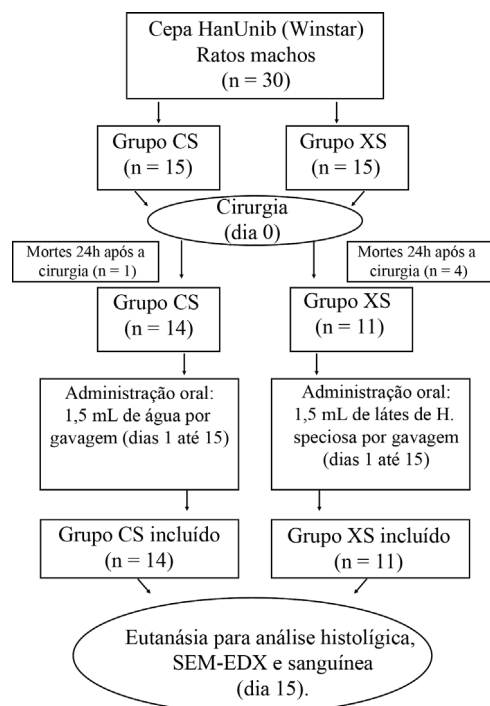 Cepa HanUnib (Winstar)
Ratos machos
(n = 30)
Grupo CS
(n = 15)
Grupo XS
(n = 15)
Cirurgia
(dia 0)
Mortes 24h após a
cirurgia (n = 1)
Mortes 24h após a
cirurgia (n = 4)
Grupo CS
(n = 14)
Grupo XS
(n = 11)
Administração oral:
1,5 mL de água por
gavagem (dias 1 até 15)
Administração oral:
1,5 mL de látes de H.
speciosa por gavagem
(dias 1 até 15)
Grupo CS incluído
(n = 14)
Grupo XS incluído
(n = 11)
Eutanásia para análise histolígica,
SEM-EDX e sanguínea
(dia 15).